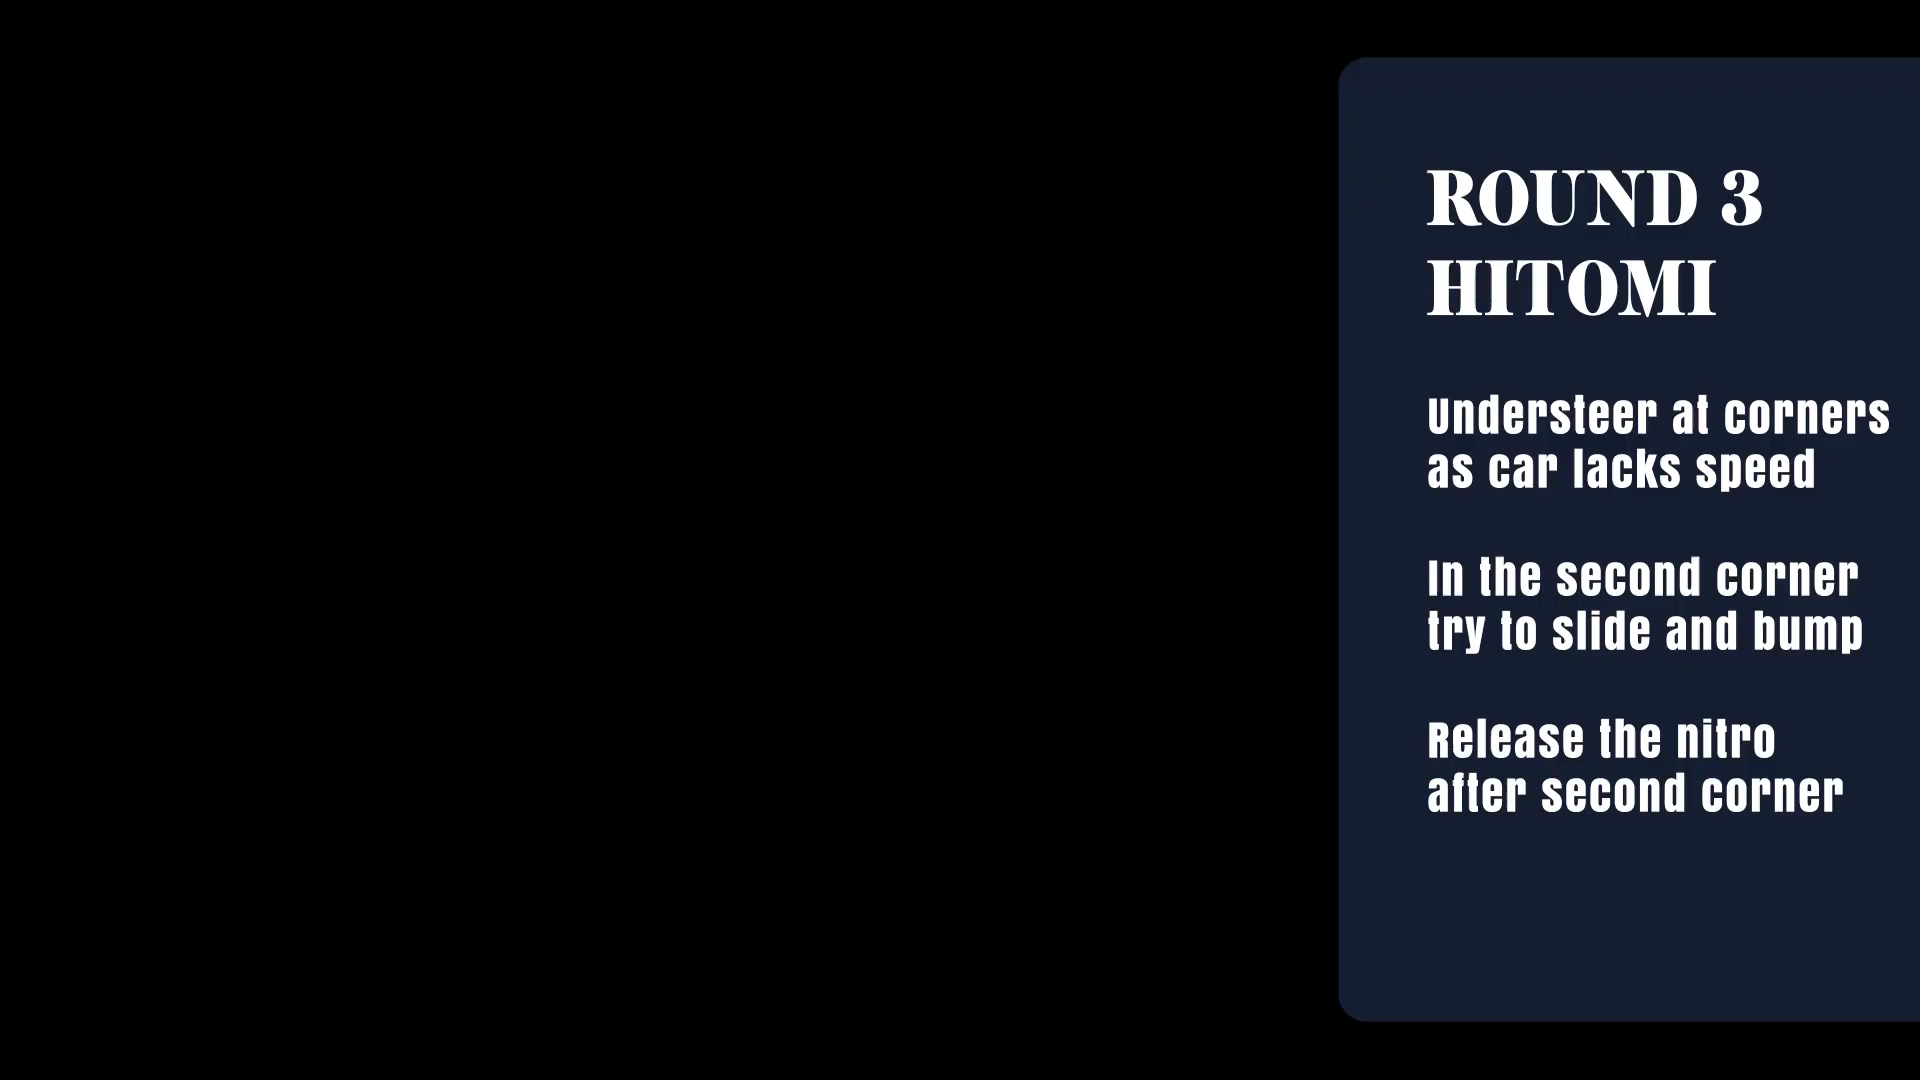 ROUND 3
HITOMI
Understeer at corners
as car lacks speed
In the second corner
try to slide and bump
Release the nitro
after second corner